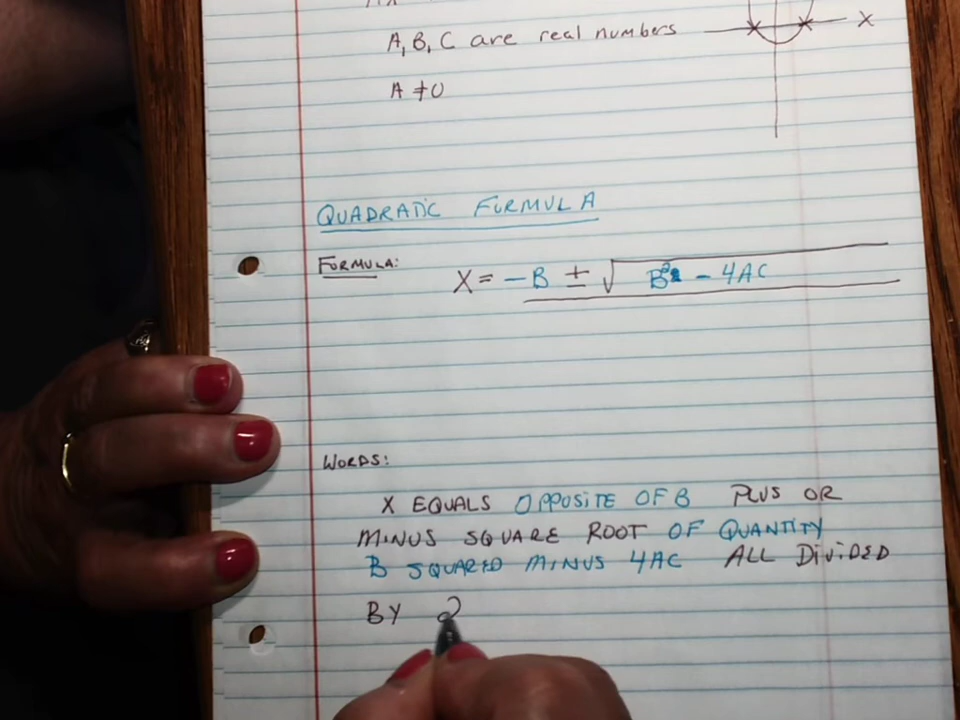 A, B, C are real numbers
X
A ≠ 0
QUADRATIC FORMULA
FORMULA:
X = -B ± √ B² - 4AC
WORDS:
X EQUALS OPPOSITE OF B PLUS OR
MINUS SQUARE ROOT OF QUANTITY
B SQUARED MINUS 4AC ALL DIVIDED
BY 2